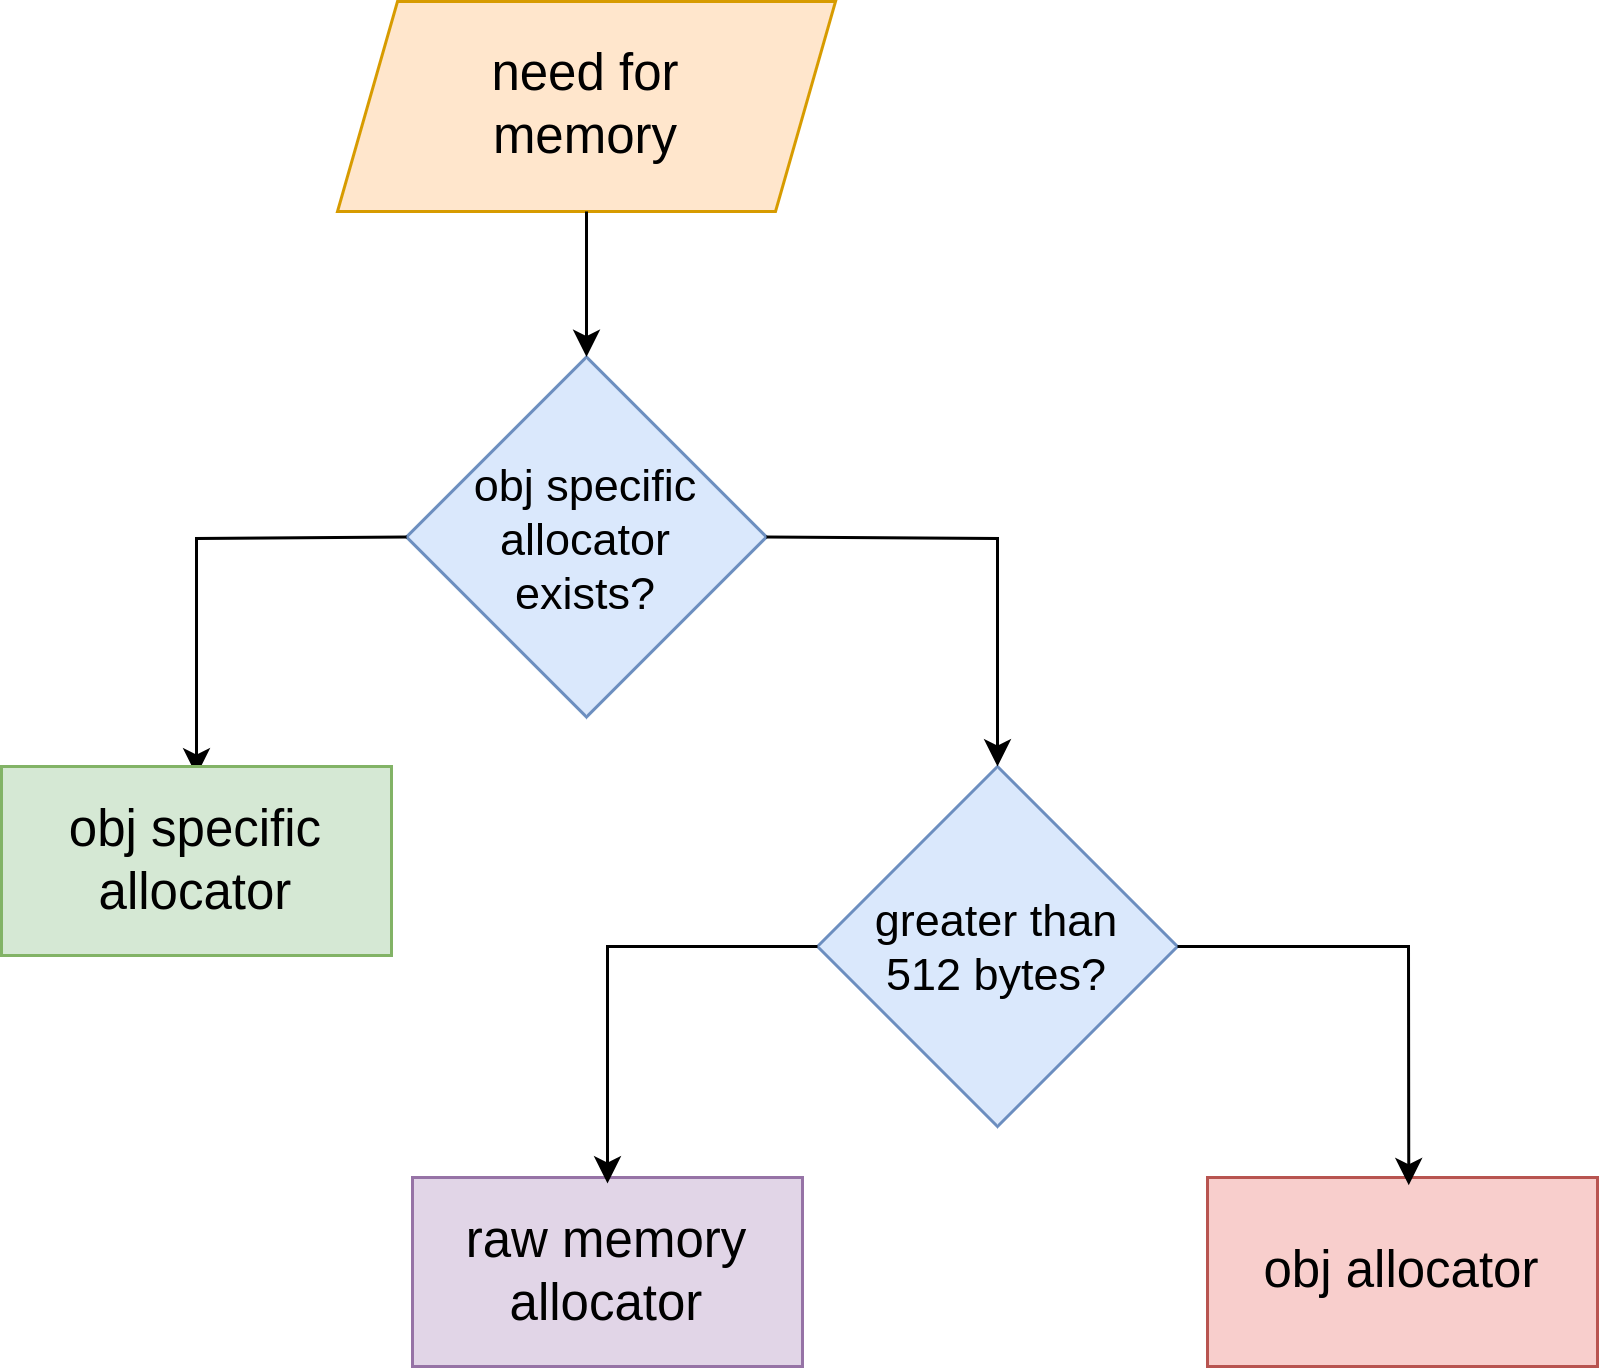 need for
memory
obj specific
allocator
exists?
obj specific
allocator
greater than
512 bytes?
raw memory
allocator
obj allocator